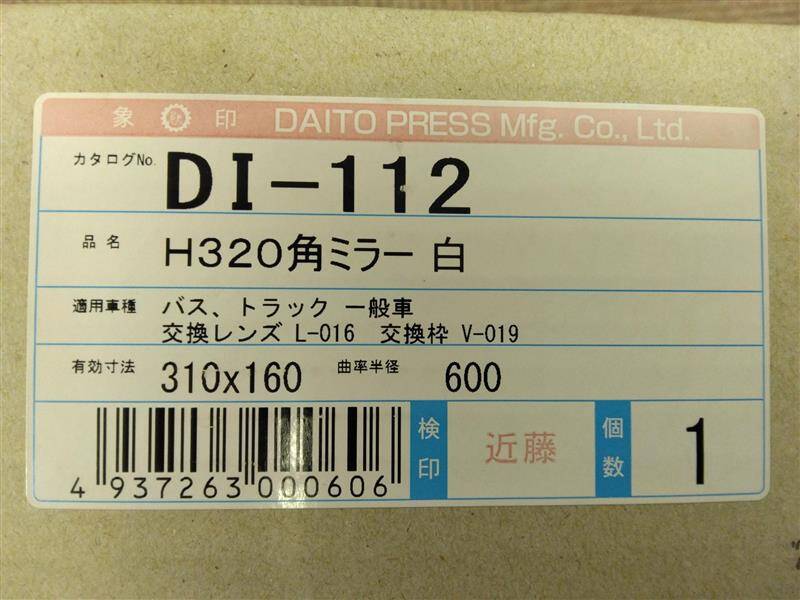 象 印 DAITO PRESS Mfg. Co., Ltd.
カタログNo. DI-112
品名 H320角ミラー 白
適用車種 バス、トラック 一般車
交換レンズ L-016 交換枠 V-019
有効寸法 310x160 曲率半径 600
4 937263 000606 検印 近藤 個数 1